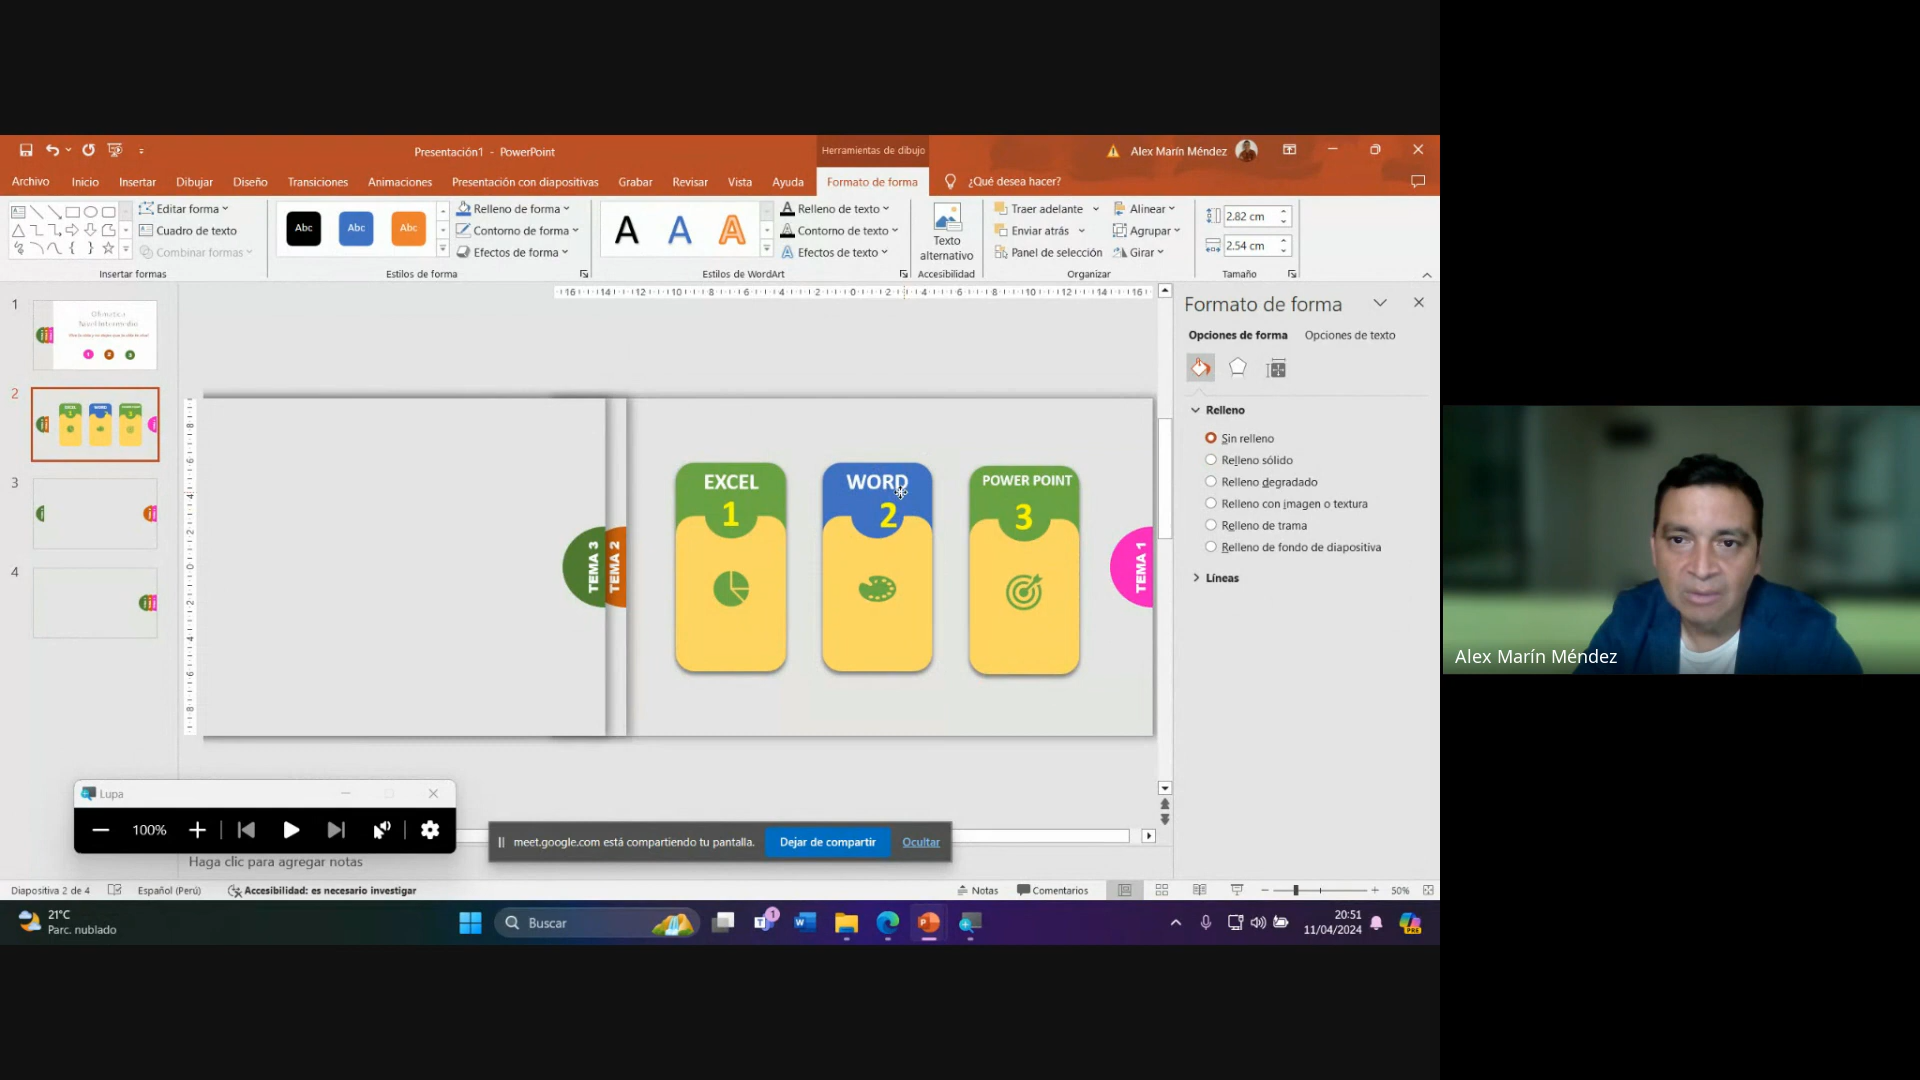 Presentación1 - PowerPoint
Herramientas de dibujo
Alex Marín Méndez
Archivo Inicio Insertar Dibujar Diseño Transiciones Animaciones Presentación con diapositivas Grabar Revisar Vista Ayuda Formato de forma ¿Qué desea hacer?
Editar forma
Cuadro de texto
Combinar formas
Insertar formas
Abc Abc Abc
Relleno de forma
Contorno de forma
Efectos de forma
Estilos de forma
A A A
Relleno de texto
Contorno de texto
Efectos de texto
Estilos de WordArt
Texto
alternativo
Accesibilidad
Traer adelante
Enviar atrás
Panel de selección
Alinear
Agrupar
Girar
Organizar
2.82 cm
2.54 cm
Tamaño
1
2
3
4
TEMA 3
TEMA 2
EXCEL
1
WORD
2
POWER POINT
3
TEMA 1
Formato de forma
Opciones de forma Opciones de texto
Relleno
Sin relleno
Relleno sólido
Relleno degradado
Relleno con imagen o textura
Relleno de trama
Relleno de fondo de diapositiva
Líneas
Alex Marín Méndez
Lupa
100%
meet.google.com está compartiendo tu pantalla.
Dejar de compartir
Ocultar
Haga clic para agregar notas
Diapositiva 2 de 4
Español (Perú)
Accesibilidad: es necesario investigar
Notas
Comentarios
50%
21°C
Parc. nublado
Buscar
1
20:51
11/04/2024